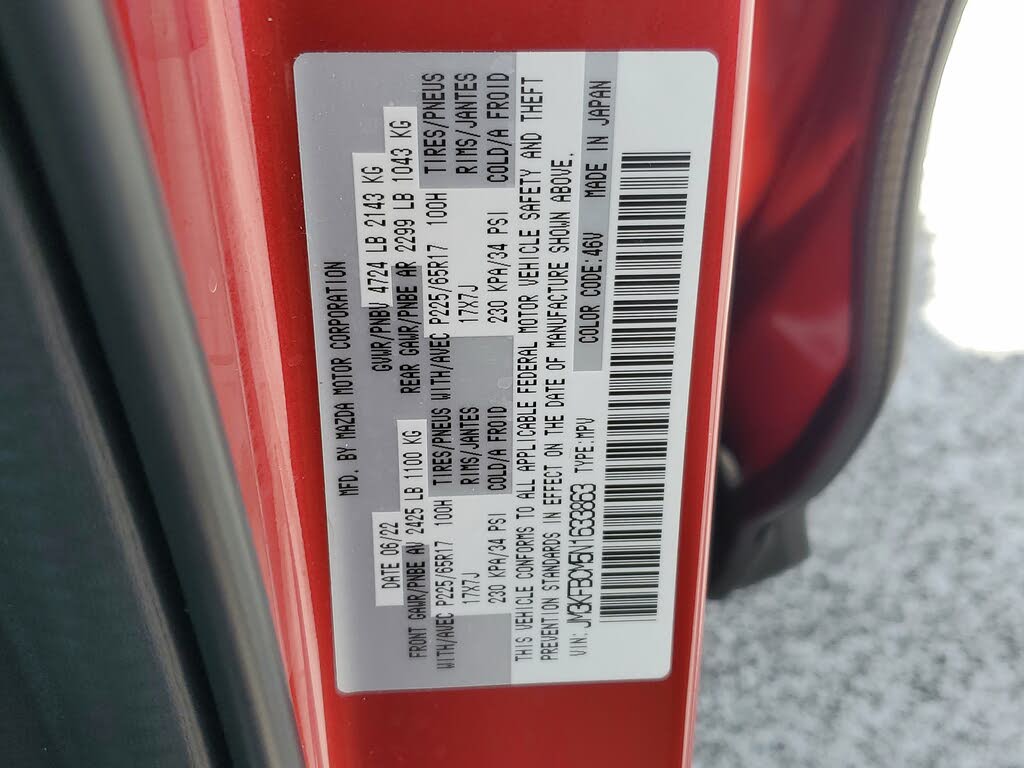 MFD. BY MAZDA MOTOR CORPORATION
DATE 06/22 GVWR/PNBV 4724 LB 2143 KG
FRONT GAWR/PNBE AV 2425 LB 1100 KG REAR GAWR/PNBE AR 2299 LB 1043 KG
WITH/AVEC P225/65R17 100H TIRES/PNEUS WITH/AVEC P225/65R17 100H TIRES/PNEUS
17X7J RIMS/JANTES 17X7J RIMS/JANTES
230 KPA/34 PSI COLD/A FROID 230 KPA/34 PSI COLD/A FROID
THIS VEHICLE CONFORMS TO ALL APPLICABLE FEDERAL MOTOR VEHICLE SAFETY AND THEFT
PREVENTION STANDARDS IN EFFECT ON THE DATE OF MANUFACTURE SHOWN ABOVE.
VIN: JM3KFBCM5N1633863 TYPE:MPV COLOR CODE:46V MADE IN JAPAN